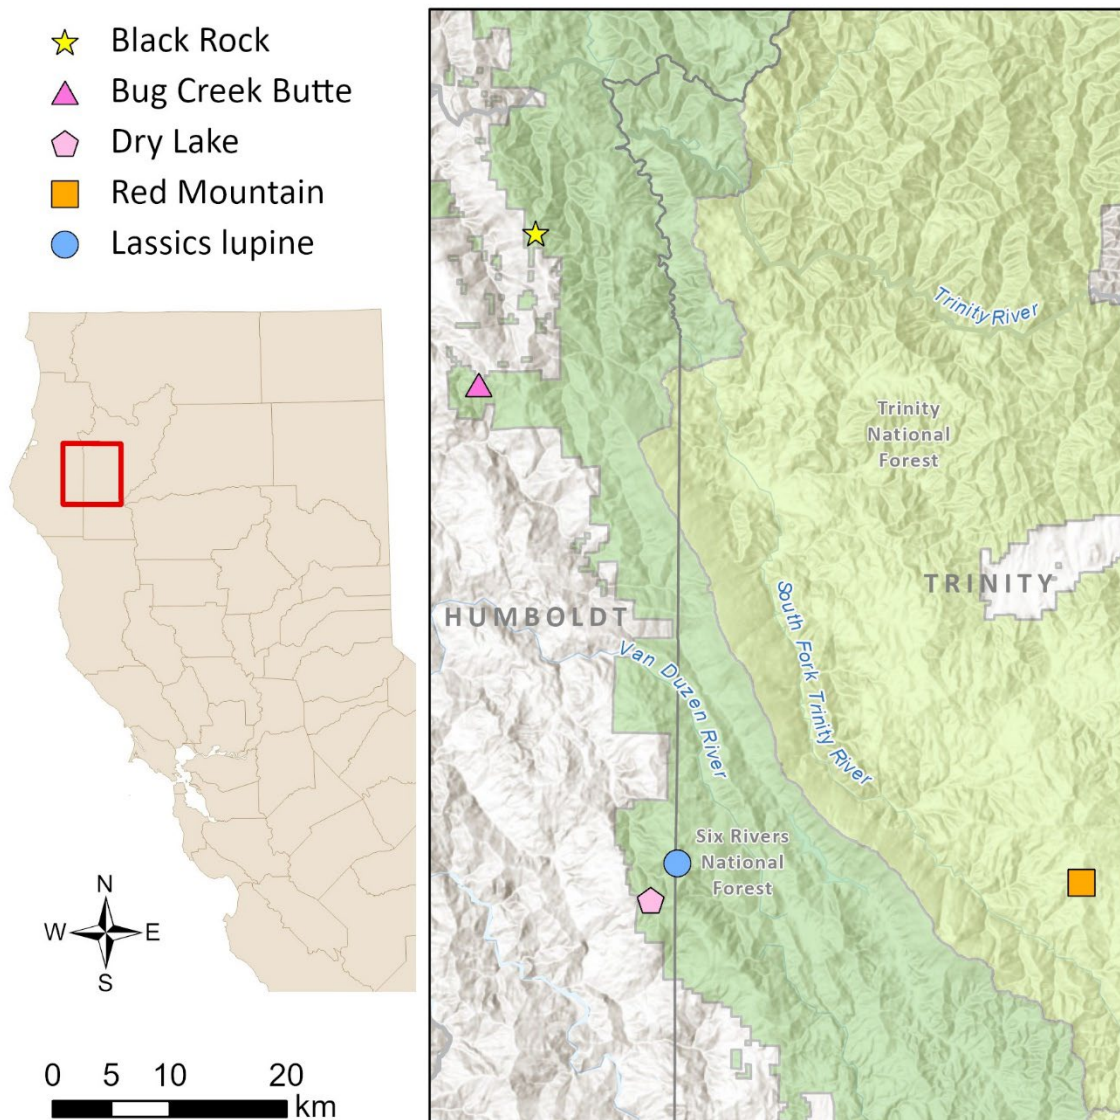 Black Rock
Bug Creek Butte
Dry Lake
Red Mountain
Lassics lupine
N
W E
S
0 5 10 20
km
Trinity River
Trinity
National
Forest
TRINITY
HUMBOLDT
South Fork Trinity River
Van Duzen River
Six Rivers
National
Forest